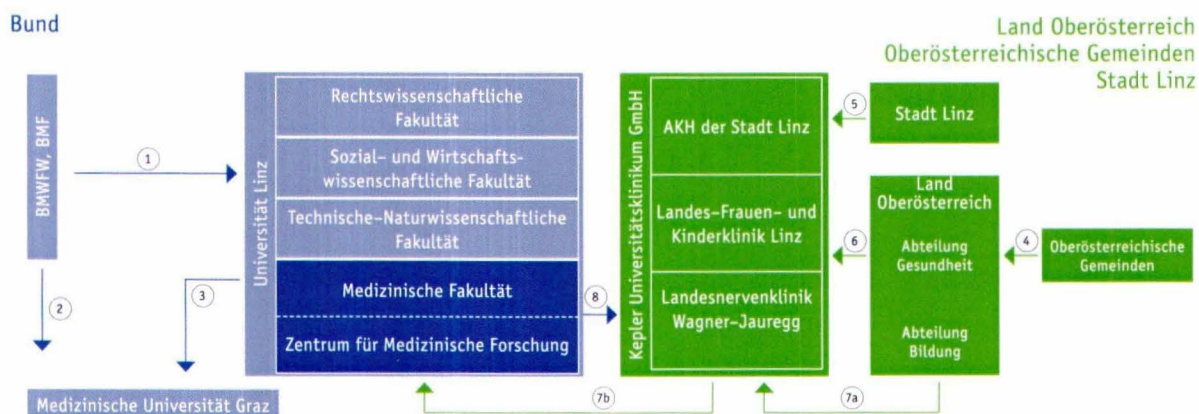 Bund
Land Oberösterreich
Oberösterreichische Gemeinden
Stadt Linz
BMWFW, BMF
1
2
3
Universität Linz
Rechtswissenschaftliche
Fakultät
Sozial- und Wirtschafts-
wissenschaftliche Fakultät
Technische-Naturwissenschaftliche
Fakultät
Medizinische Fakultät
Zentrum für Medizinische Forschung
Medizinische Universität Graz
8
Kepler Universitätsklinikum GmbH
AKH der Stadt Linz
Landes-Frauen- und
Kinderklinik Linz
Landesnervenklinik
Wagner-Jauregg
5
Stadt Linz
6
Land
Oberösterreich
Abteilung
Gesundheit
Abteilung
Bildung
4
Oberösterreichische
Gemeinden
7b
7a